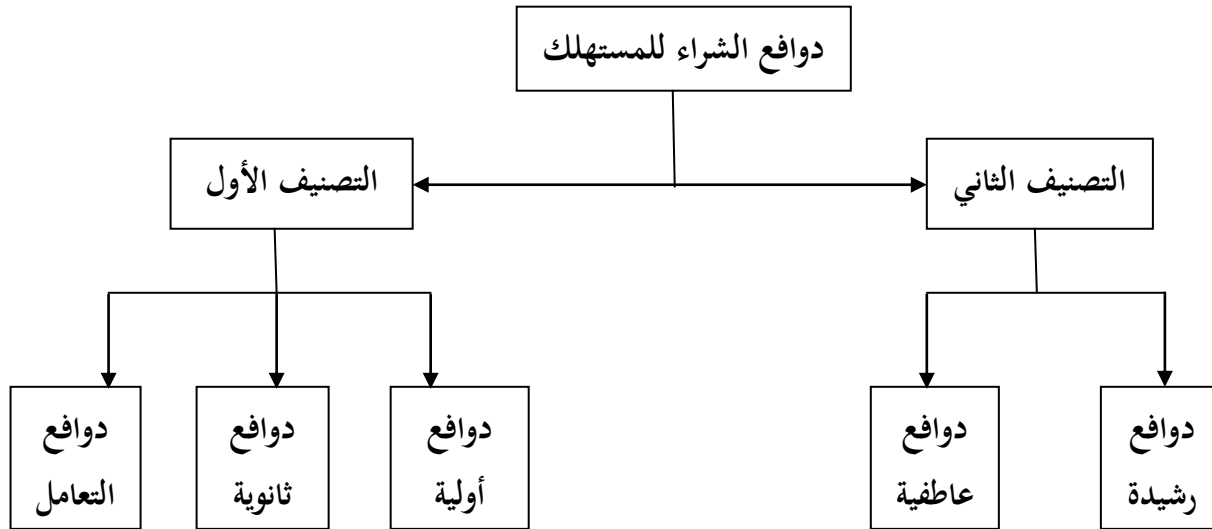 دوافع الشراء للمستهلك
التصنيف الثاني
التصنيف الأول
دوافع
رشيدة
دوافع
عاطفية
دوافع
أولية
دوافع
ثانوية
دوافع
التعامل